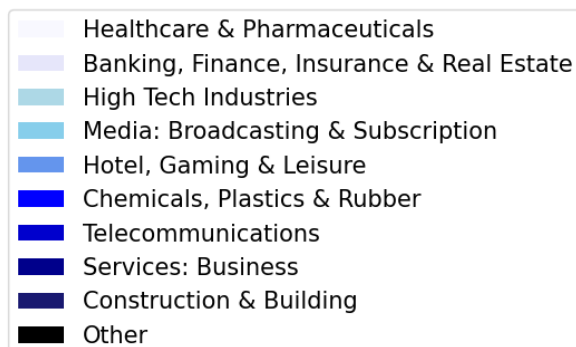 Healthcare & Pharmaceuticals
Banking, Finance, Insurance & Real Estate
High Tech Industries
Media: Broadcasting & Subscription
Hotel, Gaming & Leisure
Chemicals, Plastics & Rubber
Telecommunications
Services: Business
Construction & Building
Other